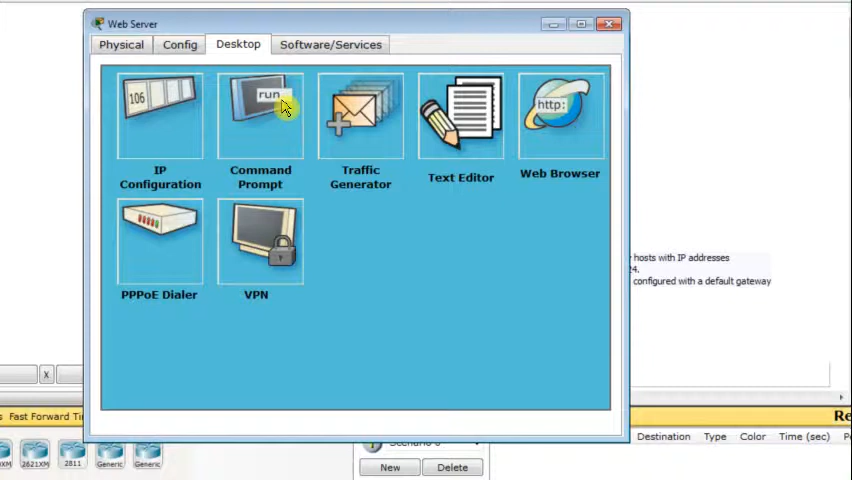 Web Server
Physical Config Desktop Software/Services
106
run
http:
IP Configuration
Command Prompt
Traffic Generator
Text Editor
Web Browser
PPPoE Dialer
VPN
hosts with IP addresses
24.
configured with a default gateway
X
Fast Forward
2621XM 2811 Generic Generic
New Delete
Destination Type Color Time (sec)